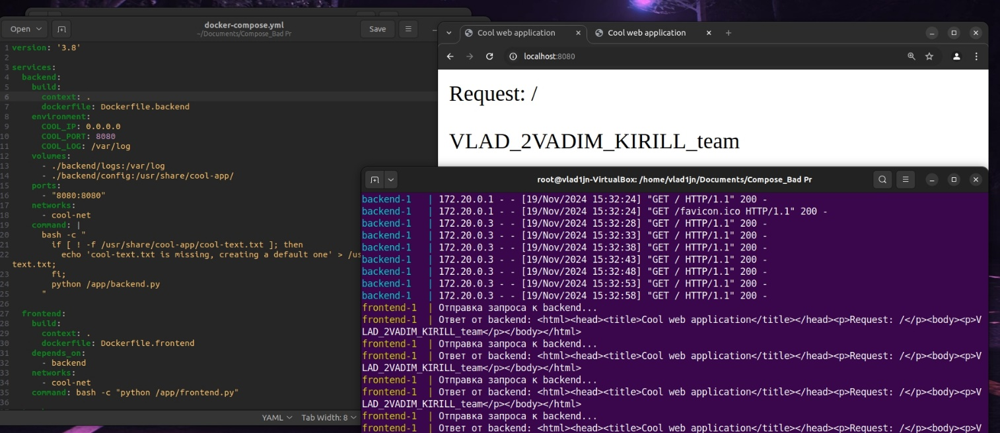 Open
docker-compose.yml
~/Documents/Compose_Bad Pr
Save
1 version: '3.8'
2
3 services:
4   backend:
5     build:
6       context: .
7       dockerfile: Dockerfile.backend
8     environment:
9       COOL_IP: 0.0.0.0
10       COOL_PORT: 8080
11       COOL_LOG: /var/log
12     volumes:
13       - ./backend/logs:/var/log
14       - ./backend/config:/usr/share/cool-app/
15     ports:
16       - "8080:8080"
17     networks:
18       - cool-net
19     command: |
20       bash -c "
21         if [ ! -f /usr/share/cool-app/cool-text.txt ]; then
22           echo 'cool-text.txt is missing, creating a default one' > /us
text.txt;
23         fi;
24         python /app/backend.py
25       "
26
27   frontend:
28     build:
29       context: .
30       dockerfile: Dockerfile.frontend
31     depends_on:
32       - backend
33     networks:
34       - cool-net
35     command: bash -c "python /app/frontend.py"
36
YAML
Tab Width: 8
Cool web application
Cool web application
localhost:8080
Request: /
VLAD_2VADIM_KIRILL_team
root@vlad1jn-VirtualBox: /home/vlad1jn/Documents/Compose_Bad Pr
backend-1   | 172.20.0.1 - - [19/Nov/2024 15:32:24] "GET / HTTP/1.1" 200 -
backend-1   | 172.20.0.1 - - [19/Nov/2024 15:32:24] "GET /favicon.ico HTTP/1.1" 200 -
backend-1   | 172.20.0.3 - - [19/Nov/2024 15:32:28] "GET / HTTP/1.1" 200 -
backend-1   | 172.20.0.3 - - [19/Nov/2024 15:32:33] "GET / HTTP/1.1" 200 -
backend-1   | 172.20.0.3 - - [19/Nov/2024 15:32:38] "GET / HTTP/1.1" 200 -
backend-1   | 172.20.0.3 - - [19/Nov/2024 15:32:43] "GET / HTTP/1.1" 200 -
backend-1   | 172.20.0.3 - - [19/Nov/2024 15:32:48] "GET / HTTP/1.1" 200 -
backend-1   | 172.20.0.3 - - [19/Nov/2024 15:32:53] "GET / HTTP/1.1" 200 -
backend-1   | 172.20.0.3 - - [19/Nov/2024 15:32:58] "GET / HTTP/1.1" 200 -
frontend-1  | Отправка запроса к backend...
frontend-1  | Ответ от backend: <html><head><title>Cool web application</title></head><p>Request: /</p><body><p>V
LAD_2VADIM_KIRILL_team</p></body></html>
frontend-1  | Отправка запроса к backend...
frontend-1  | Ответ от backend: <html><head><title>Cool web application</title></head><p>Request: /</p><body><p>V
LAD_2VADIM_KIRILL_team</p></body></html>
frontend-1  | Отправка запроса к backend...
frontend-1  | Ответ от backend: <html><head><title>Cool web application</title></head><p>Request: /</p><body><p>V
LAD_2VADIM_KIRILL_team</p></body></html>
frontend-1  | Отправка запроса к backend...
frontend-1  | Ответ от backend: <html><head><title>Cool web application</title></head><p>Request: /</p><body><p>V